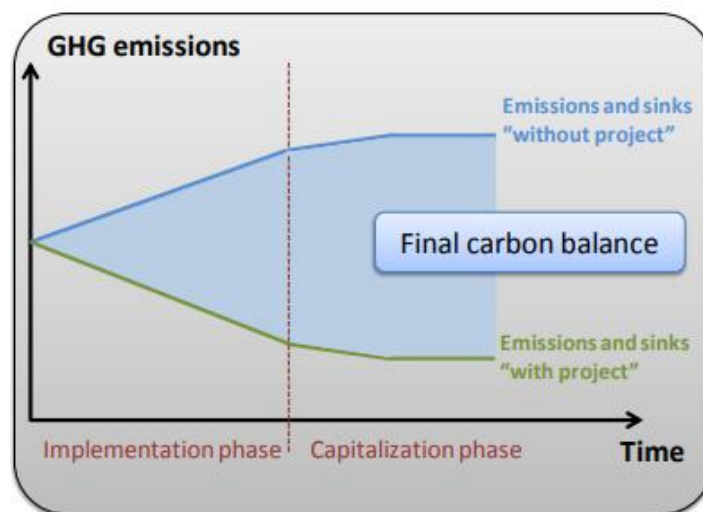 GHG emissions
Emissions and sinks
“without project”
Final carbon balance
Emissions and sinks
“with project”
Implementation phase
Capitalization phase
Time